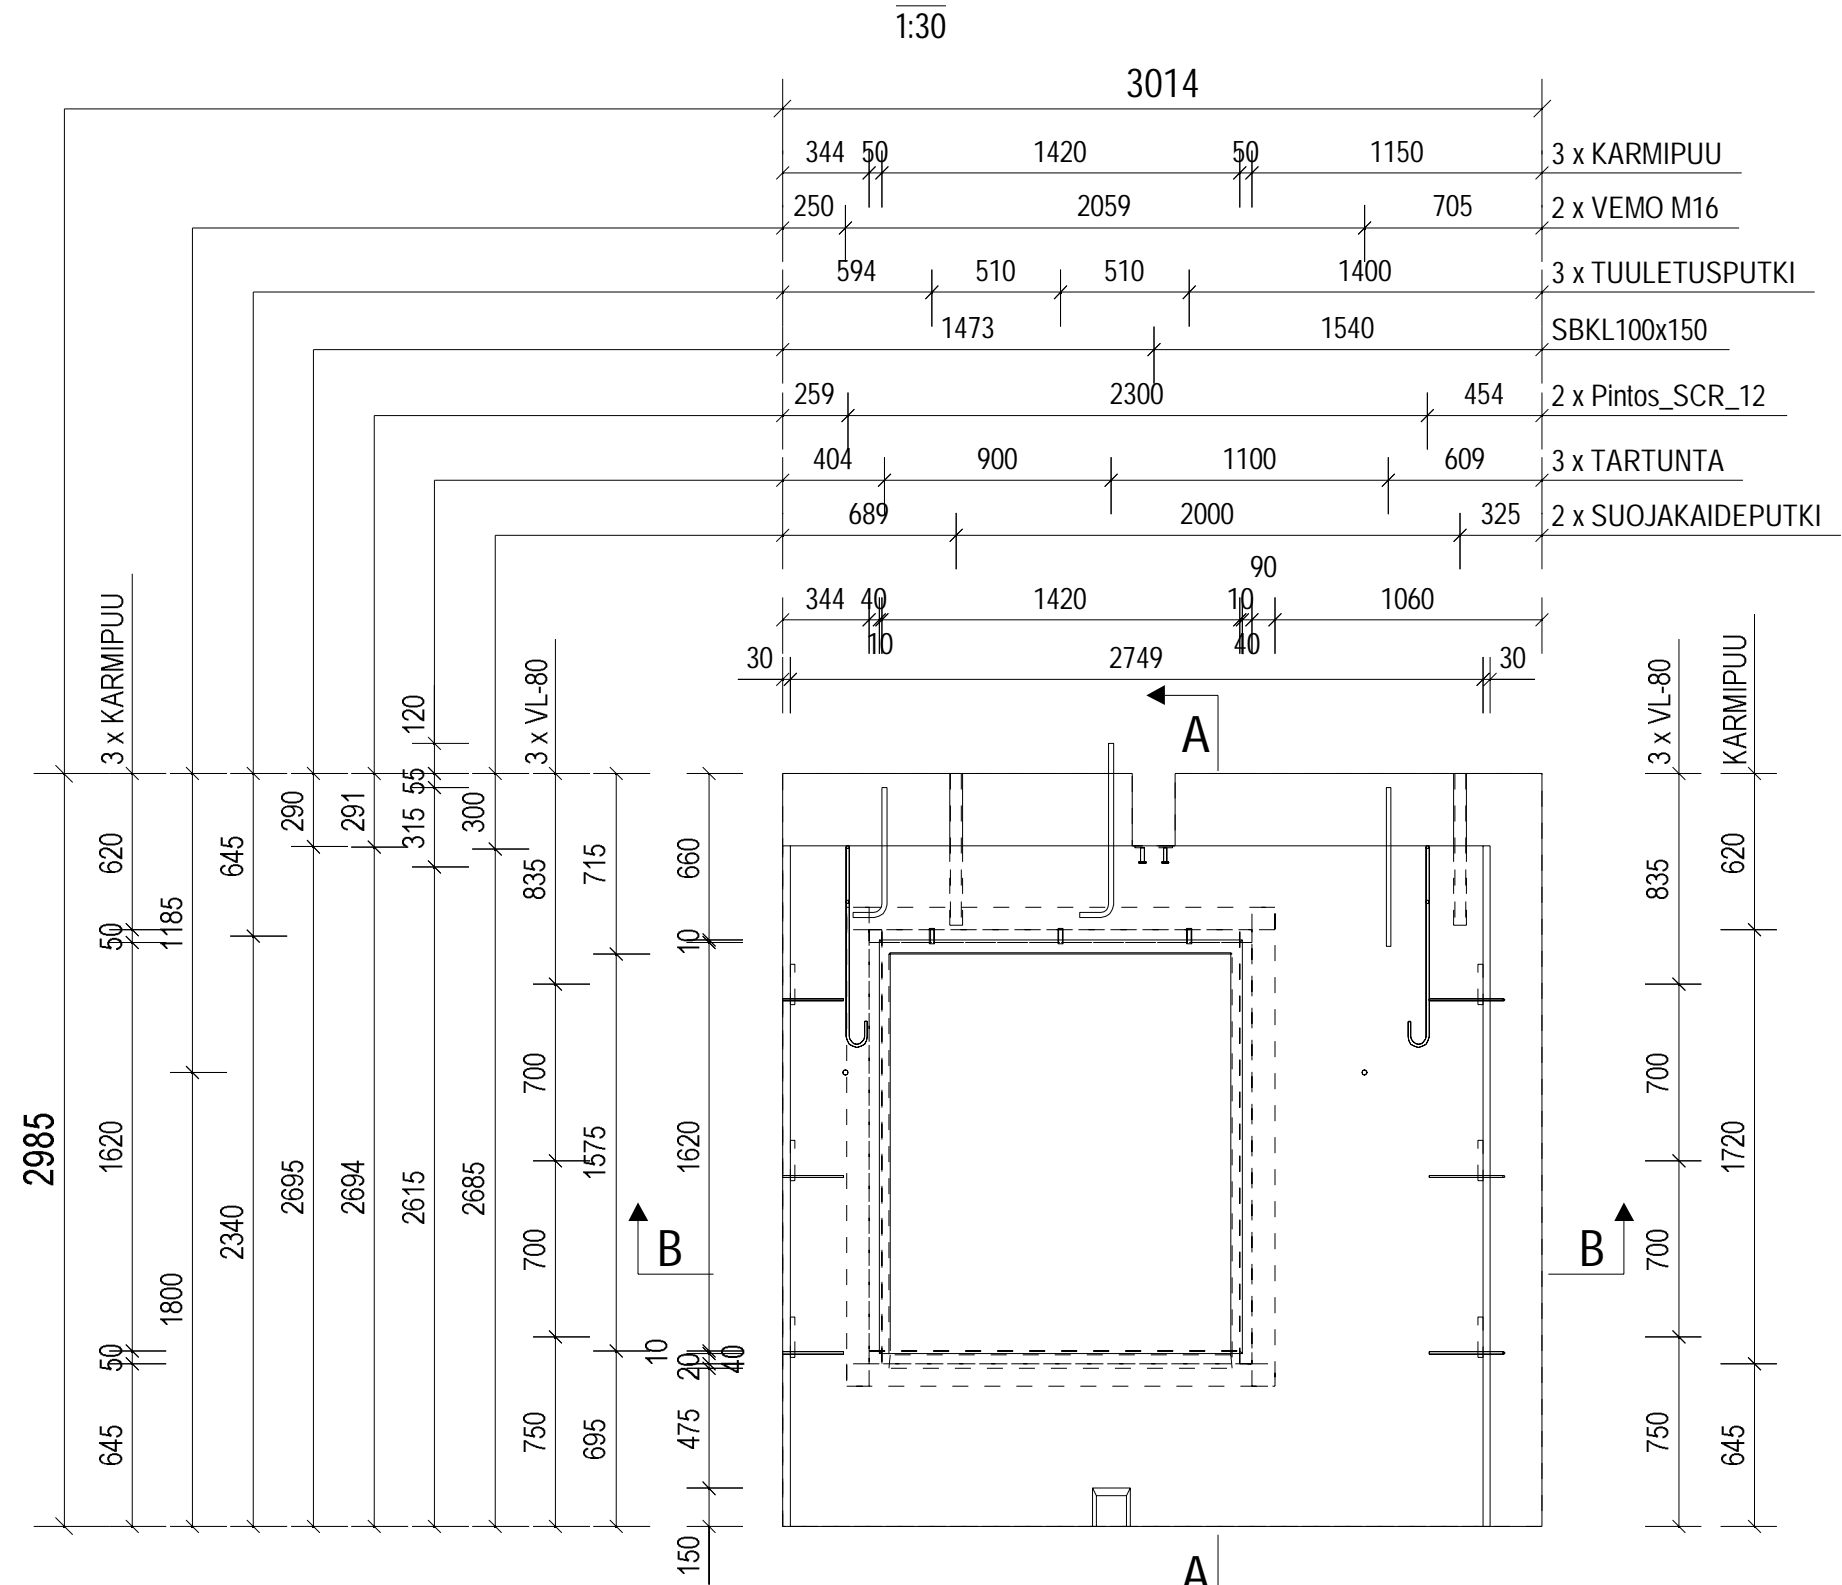 1:30
3014
344 50 1420 50 1150 3 x KARMIPUU
250 2059 705 2 x VEMO M16
594 510 510 1400 3 x TUULETUSPUTKI
1473 1540 SBKL100x150
259 2300 454 2 x Pintos_SCR_12
404 900 1100 609 3 x TARTUNTA
689 2000 325 2 x SUOJAKAIDEPUTKI
90
344 40 1420 10 1060
10 40
30 2749 30
A
2985
3 x KARMIPUU
620
50
1620
50
645
1185
1800
645
2340
290
2695
291
2694
120
55
315
2615
300
2685
3 x VL-80
835
700
700
750
715
1575
695
660
10
1620
10
20
40
475
150
B
B
3 x VL-80
835
700
700
750
KARMIPUU
620
1720
645
A